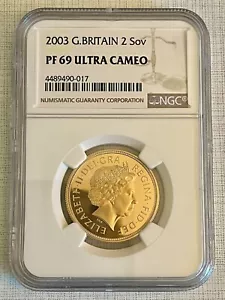 2003 G.BRITAIN 2 Sov
PF 69 ULTRA CAMEO
4489490-017
NUMISMATIC GUARANTY CORPORATION
NGC
ELIZABETH·II·DEI·GRA REGINA·FID·DEF